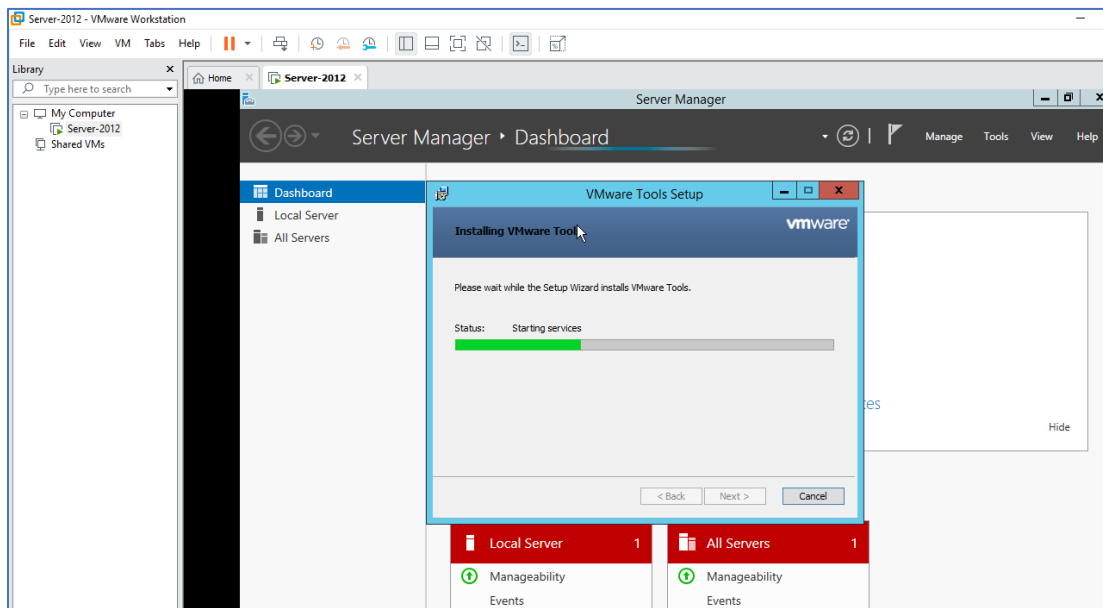 Server-2012 - VMware Workstation
File Edit View VM Tabs Help
Library
Type here to search
My Computer
Server-2012
Shared VMs
Home
Server-2012
Server Manager
Server Manager Dashboard
Manage Tools View Help
Dashboard
Local Server
All Servers
VMware Tools Setup
Installing VMware Tools
vmware
Please wait while the Setup Wizard installs VMware Tools.
Status: Starting services
< Back Next > Cancel
Hide
Local Server 1
Manageability
Events
All Servers 1
Manageability
Events